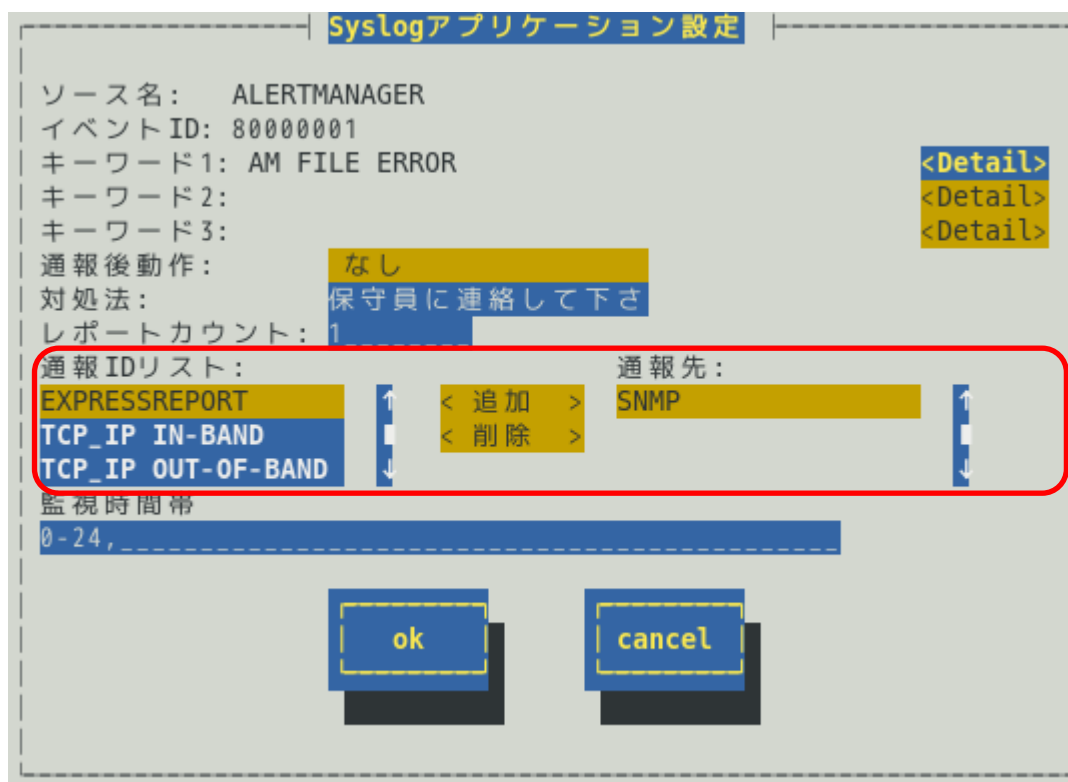 Syslogアプリケーション設定
ソース名: ALERTMANAGER
イベントID: 80000001
キーワード1: AM FILE ERROR <Detail>
キーワード2: <Detail>
キーワード3: <Detail>
通報後動作: なし
対処法: 保守員に連絡して下さ
レポートカウント: 1________
通報IDリスト: 通報先:
EXPRESSREPORT ↑ < 追加 > SNMP ↑
TCP_IP IN-BAND < 削除 >
TCP_IP OUT-OF-BAND ↓ ↓
監視時間帯
0-24,_____________________________________________
ok cancel